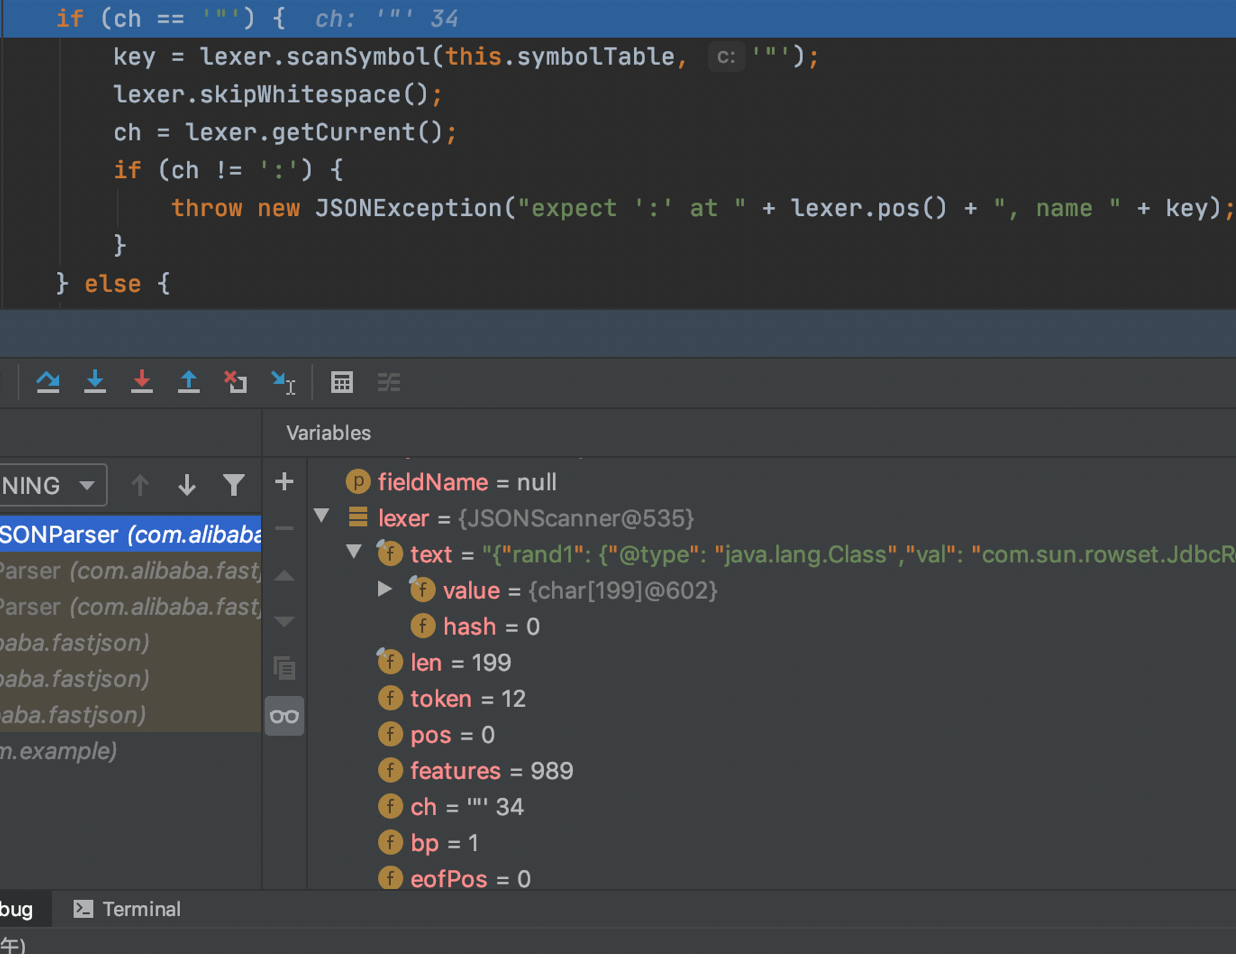 if (ch == '"') {  ch: '"' 34
key = lexer.scanSymbol(this.symbolTable,  c: '"');
lexer.skipWhitespace();
ch = lexer.getCurrent();
if (ch != ':') {
throw new JSONException("expect ':' at " + lexer.pos() + ", name " + key);
}
} else {
Variables
NING
SONParser (com.alibaba
Parser (com.alibaba.fastj
Parser (com.alibaba.fastj
baba.fastjson)
baba.fastjson)
aba.fastjson)
m.example)
fieldName = null
lexer = {JSONScanner@535}
text = "{"rand1": {"@type": "java.lang.Class","val": "com.sun.rowset.JdbcR
value = {char[199]@602}
hash = 0
len = 199
token = 12
pos = 0
features = 989
ch = '"' 34
bp = 1
eofPos = 0
bug
Terminal
午)